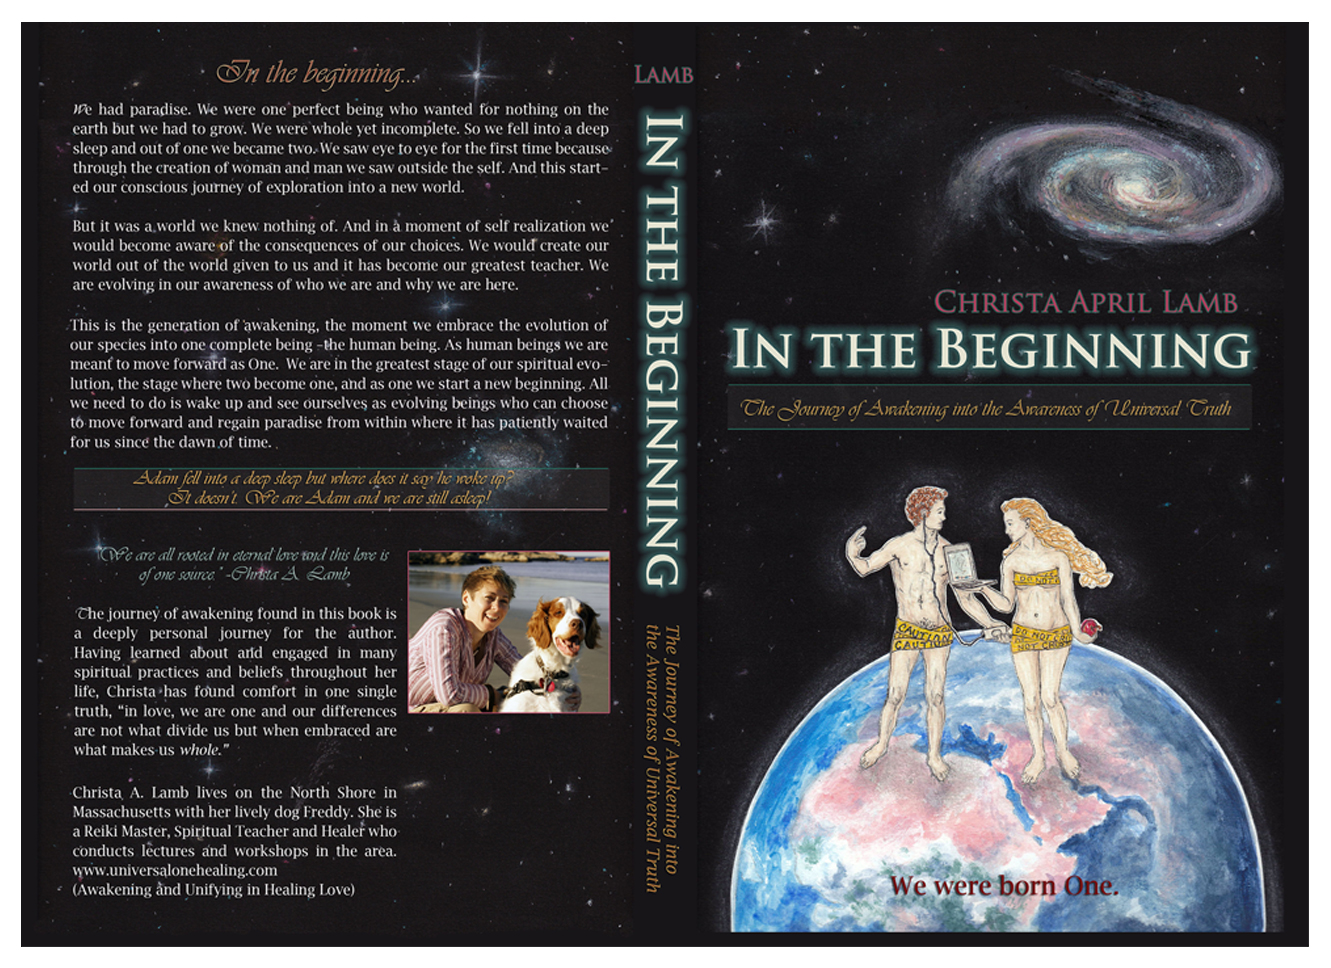 In the beginning...
We had paradise. We were one perfect being who wanted for nothing on the
earth but we had to grow. We were whole yet incomplete. So we fell into a deep
sleep and out of one we became two. We saw eye to eye for the first time because
through the creation of woman and man we saw outside the self. And this start-
ed our conscious journey of exploration into a new world.
But it was a world we knew nothing of. And in a moment of self realization we
would become aware of the consequences of our choices. We would create our
world out of the world given to us and it has become our greatest teacher. We
are evolving in our awareness of who we are and why we are here.
This is the generation of awakening, the moment we embrace the evolution of
our species into one complete being -the human being. As human beings we are
meant to move forward as One. We are in the greatest stage of our spiritual evo-
lution, the stage where two become one, and as one we start a new beginning. All
we need to do is wake up and see ourselves as evolving beings who can choose
to move forward and regain paradise from within where it has patiently waited
for us since the dawn of time.
Adam fell into a deep sleep but where does it say he woke up?
It doesn't. We are Adam and we are still asleep!
"We are all rooted in eternal love and this love is
of one source." -Christa A. Lamb
The journey of awakening found in this book is
a deeply personal journey for the author.
Having learned about and engaged in many
spiritual practices and beliefs throughout her
life, Christa has found comfort in one single
truth, "in love, we are one and our differences
are not what divide us but when embraced are
what makes us whole."
Christa A. Lamb lives on the North Shore in
Massachusetts with her lively dog Freddy. She is
a Reiki Master, Spiritual Teacher and Healer who
conducts lectures and workshops in the area.
www.universalonehealing.com
(Awakening and Unifying in Healing Love)
LAMB
IN THE BEGINNING
The Journey of Awakening into
the Awareness of Universal Truth
CHRISTA APRIL LAMB
IN THE BEGINNING
The Journey of Awakening into the Awareness of Universal Truth
DO NOT
CAUTION
CAUTION
DO NOT
NOT CROSS
We were born One.